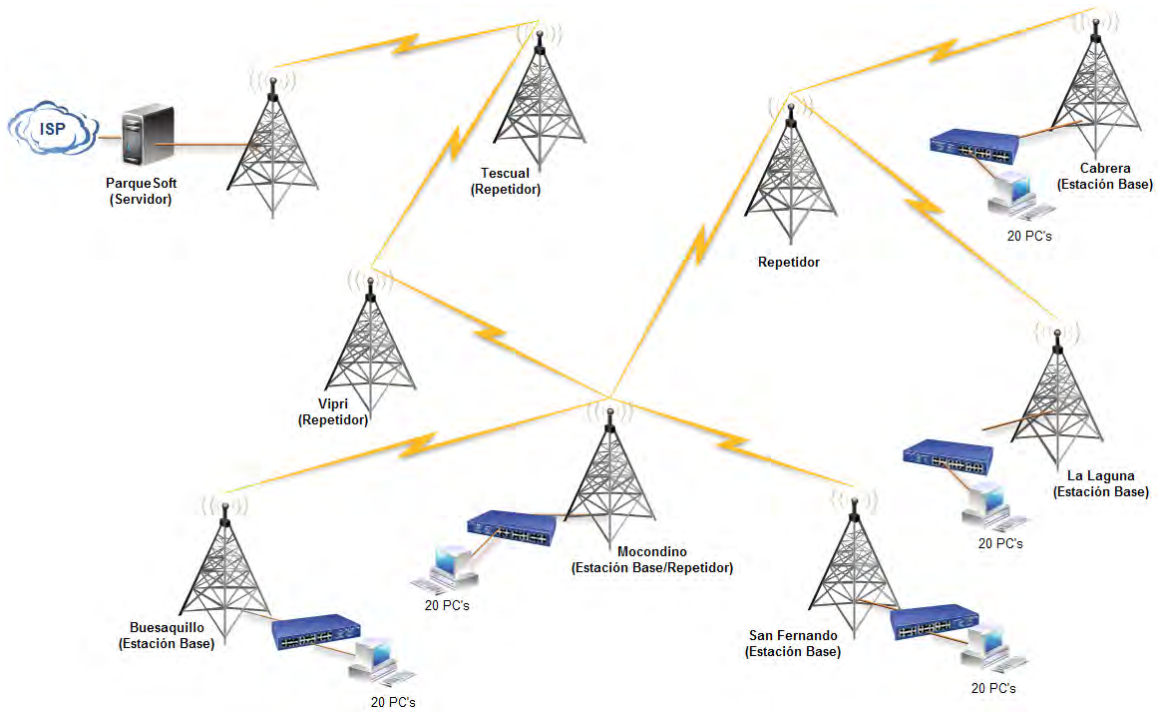 ISP
ParqueSoft
(Servidor)
Tescual
(Repetidor)
Repetidor
Cabrera
(Estación Base)
20 PC's
Vipri
(Repetidor)
La Laguna
(Estación Base)
20 PC's
Mocondino
(Estación Base/Repetidor)
20 PC's
Buesaquillo
(Estación Base)
20 PC's
San Fernando
(Estación Base)
20 PC's